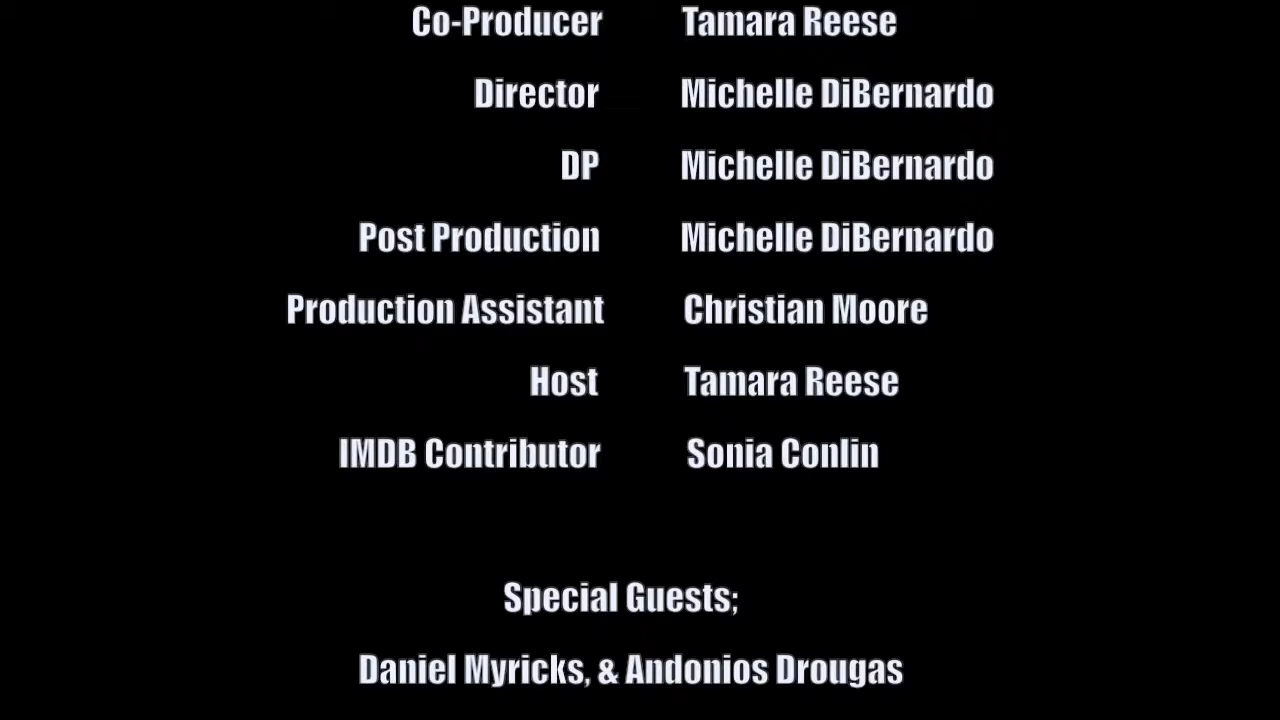 Co-Producer Tamara Reese
Director Michelle DiBernardo
DP Michelle DiBernardo
Post Production Michelle DiBernardo
Production Assistant Christian Moore
Host Tamara Reese
IMDB Contributor Sonia Conlin
Special Guests;
Daniel Myricks, & Andonios Drougas